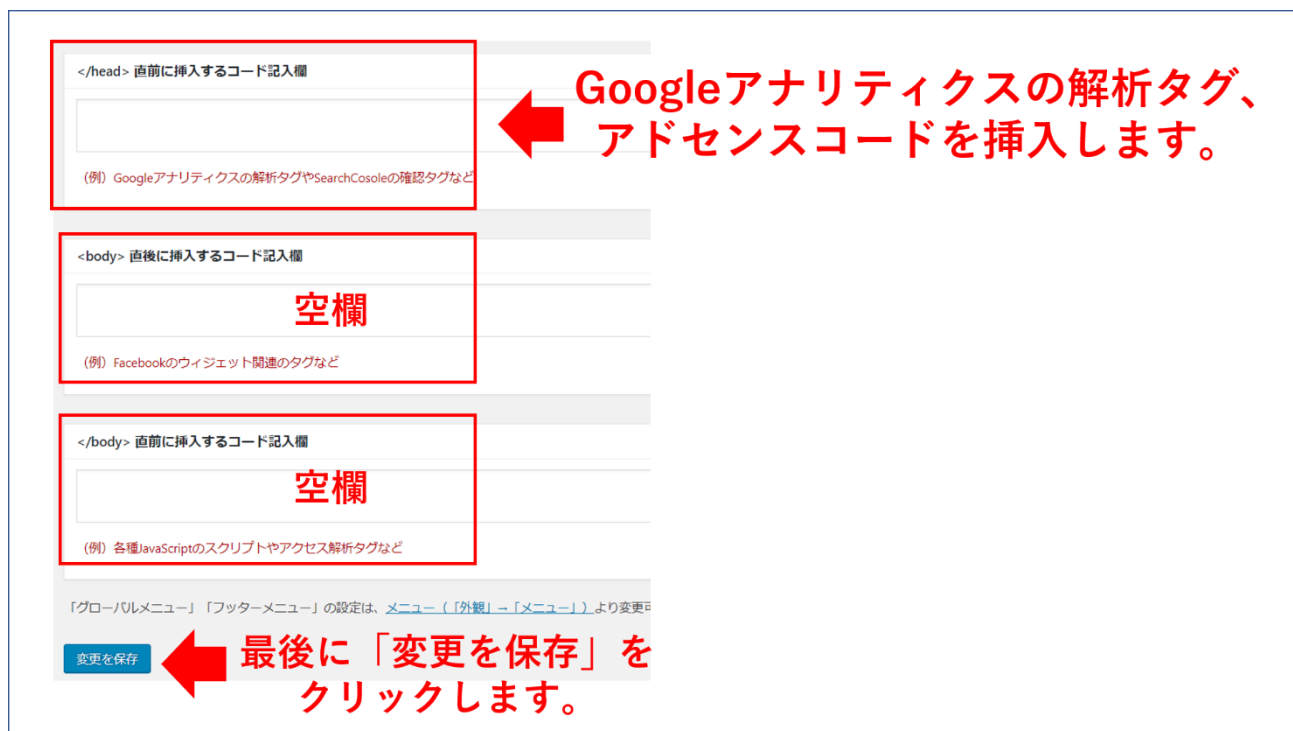 </head> 直前に挿入するコード記入欄
Googleアナリティクスの解析タグ、
アドセンスコードを挿入します。
(例) Googleアナリティクスの解析タグやSearchCosoleの確認タグなど
<body> 直後に挿入するコード記入欄
空欄
(例) Facebookのウィジェット関連のタグなど
</body> 直前に挿入するコード記入欄
空欄
(例) 各種JavaScriptのスクリプトやアクセス解析タグなど
「グローバルメニュー」「フッターメニュー」の設定は、メニュー(「外観」→「メニュー」)より変更
変更を保存
最後に「変更を保存」を
クリックします。